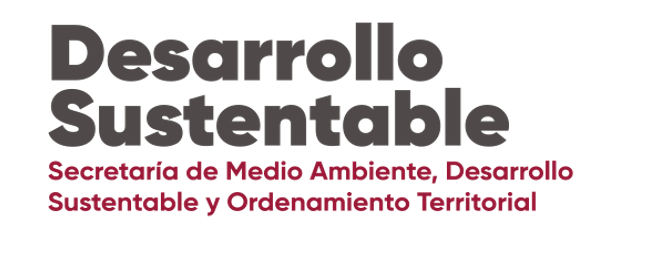 Desarrollo
Sustentable
Secretaría de Medio Ambiente, Desarrollo
Sustentable y Ordenamiento Territorial